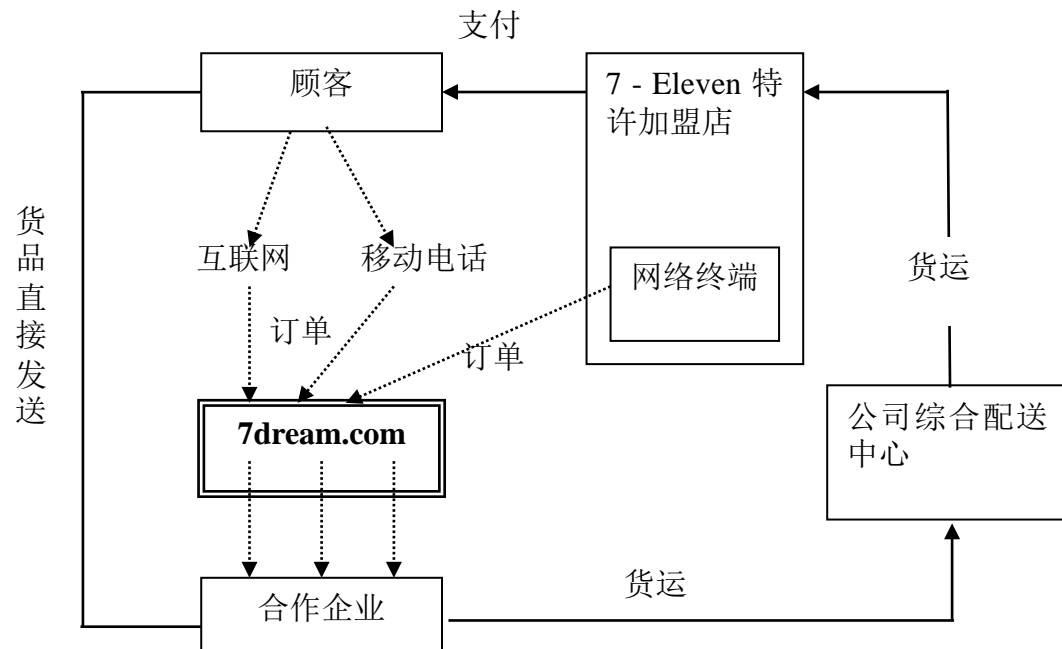 支付
顾客
7 - Eleven 特
许加盟店
货
品
直
接
发
送
互联网
移动电话
网络终端
货运
订单
订单
7dream.com
公司综合配送
中心
货运
合作企业